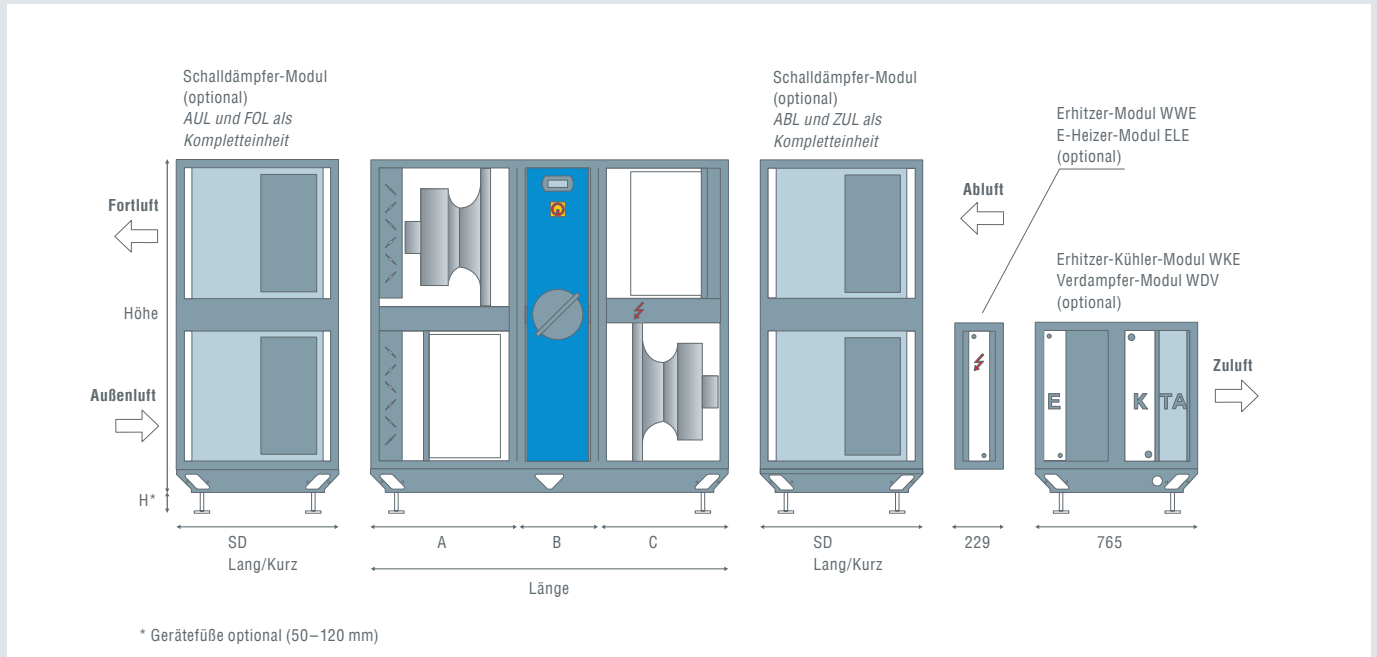 Schalldämpfer-Modul
(optional)
AUL und FOL als
Kompletteinheit
Schalldämpfer-Modul
(optional)
ABL und ZUL als
Kompletteinheit
Erhitzer-Modul WWE
E-Heizer-Modul ELE
(optional)
Fortluft
Abluft
Erhitzer-Kühler-Modul WKE
Verdampfer-Modul WDV
(optional)
Höhe
Zuluft
Außenluft
E
K
TA
H*
SD
Lang/Kurz
A
B
C
SD
Lang/Kurz
229
765
Länge
* Gerätefüße optional (50–120 mm)